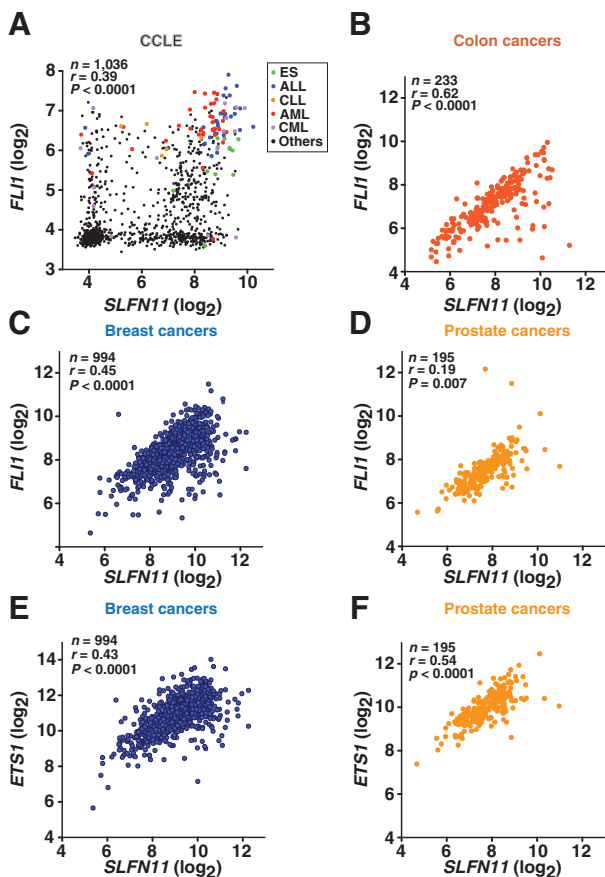 A
CCLE
n = 1,036
r = 0.39
P < 0.0001
FLI1 (log2)
8
7
6
5
4
3
4
6
8
10
SLFN11 (log2)
ES
ALL
CLL
AML
CML
Others
B
Colon cancers
n = 233
r = 0.62
P < 0.0001
FLI1 (log2)
12
10
8
6
4
4
6
8
10
12
SLFN11 (log2)
C
Breast cancers
n = 994
r = 0.45
P < 0.0001
FLI1 (log2)
12
10
8
6
4
4
6
8
10
12
SLFN11 (log2)
D
Prostate cancers
n = 195
r = 0.19
P = 0.007
FLI1 (log2)
12
10
8
6
4
4
6
8
10
12
SLFN11 (log2)
E
Breast cancers
n = 994
r = 0.43
P < 0.0001
ETS1 (log2)
14
12
10
8
6
4
4
6
8
10
12
SLFN11 (log2)
F
Prostate cancers
n = 195
r = 0.54
p < 0.0001
ETS1 (log2)
12
10
8
6
4
4
6
8
10
12
SLFN11 (log2)